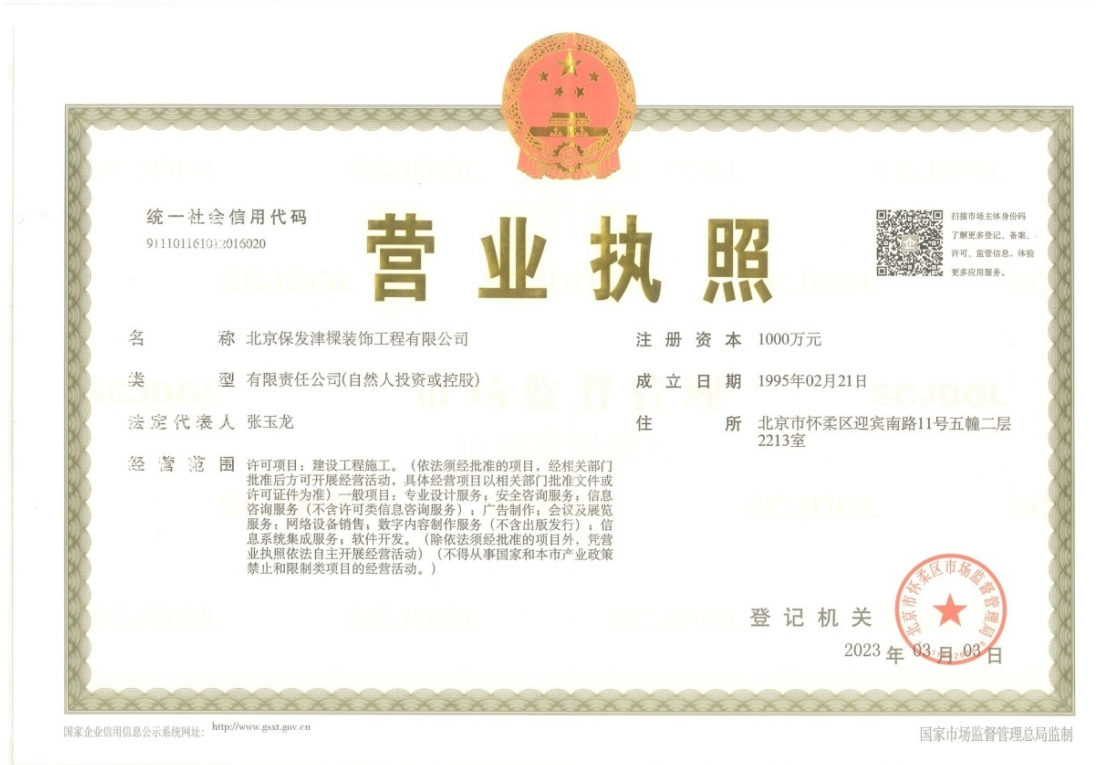 统一社会信用代码
营业执照
扫描市场主体身份码
了解更多登记、备案、
许可、监管信息，体验
更多应用服务。
名称 北京保发津樑装饰工程有限公司
类型 有限责任公司(自然人投资或控股)
法定代表人 张玉龙
经营范围 许可项目：建设工程施工。（依法须经批准的项目，经相关部门
批准后方可开展经营活动，具体经营项目以相关部门批准文件或
许可证件为准）一般项目：专业设计服务；安全咨询服务；信息
咨询服务（不含许可类信息咨询服务）；广告制作；会议及展览
服务；网络设备销售；数字内容制作服务（不含出版发行）；信
息系统集成服务；软件开发。（除依法须经批准的项目外，凭营
业执照依法自主开展经营活动）（不得从事国家和本市产业政策
禁止和限制类项目的经营活动。）
注册资本 1000万元
成立日期 1995年02月21日
住所 北京市怀柔区迎宾南路11号五幢二层
2213室
登记机关
北京市怀柔区市场监督管理局
2023年03月03日
国家企业信用信息公示系统网址：http://www.gsxt.gov.cn
国家市场监督管理总局监制
市场监督管理
SCJDGL